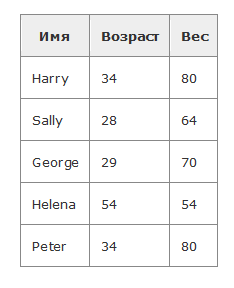 Имя Возраст Вес
Harry 34 80
Sally 28 64
George 29 70
Helena 54 54
Peter 34 80